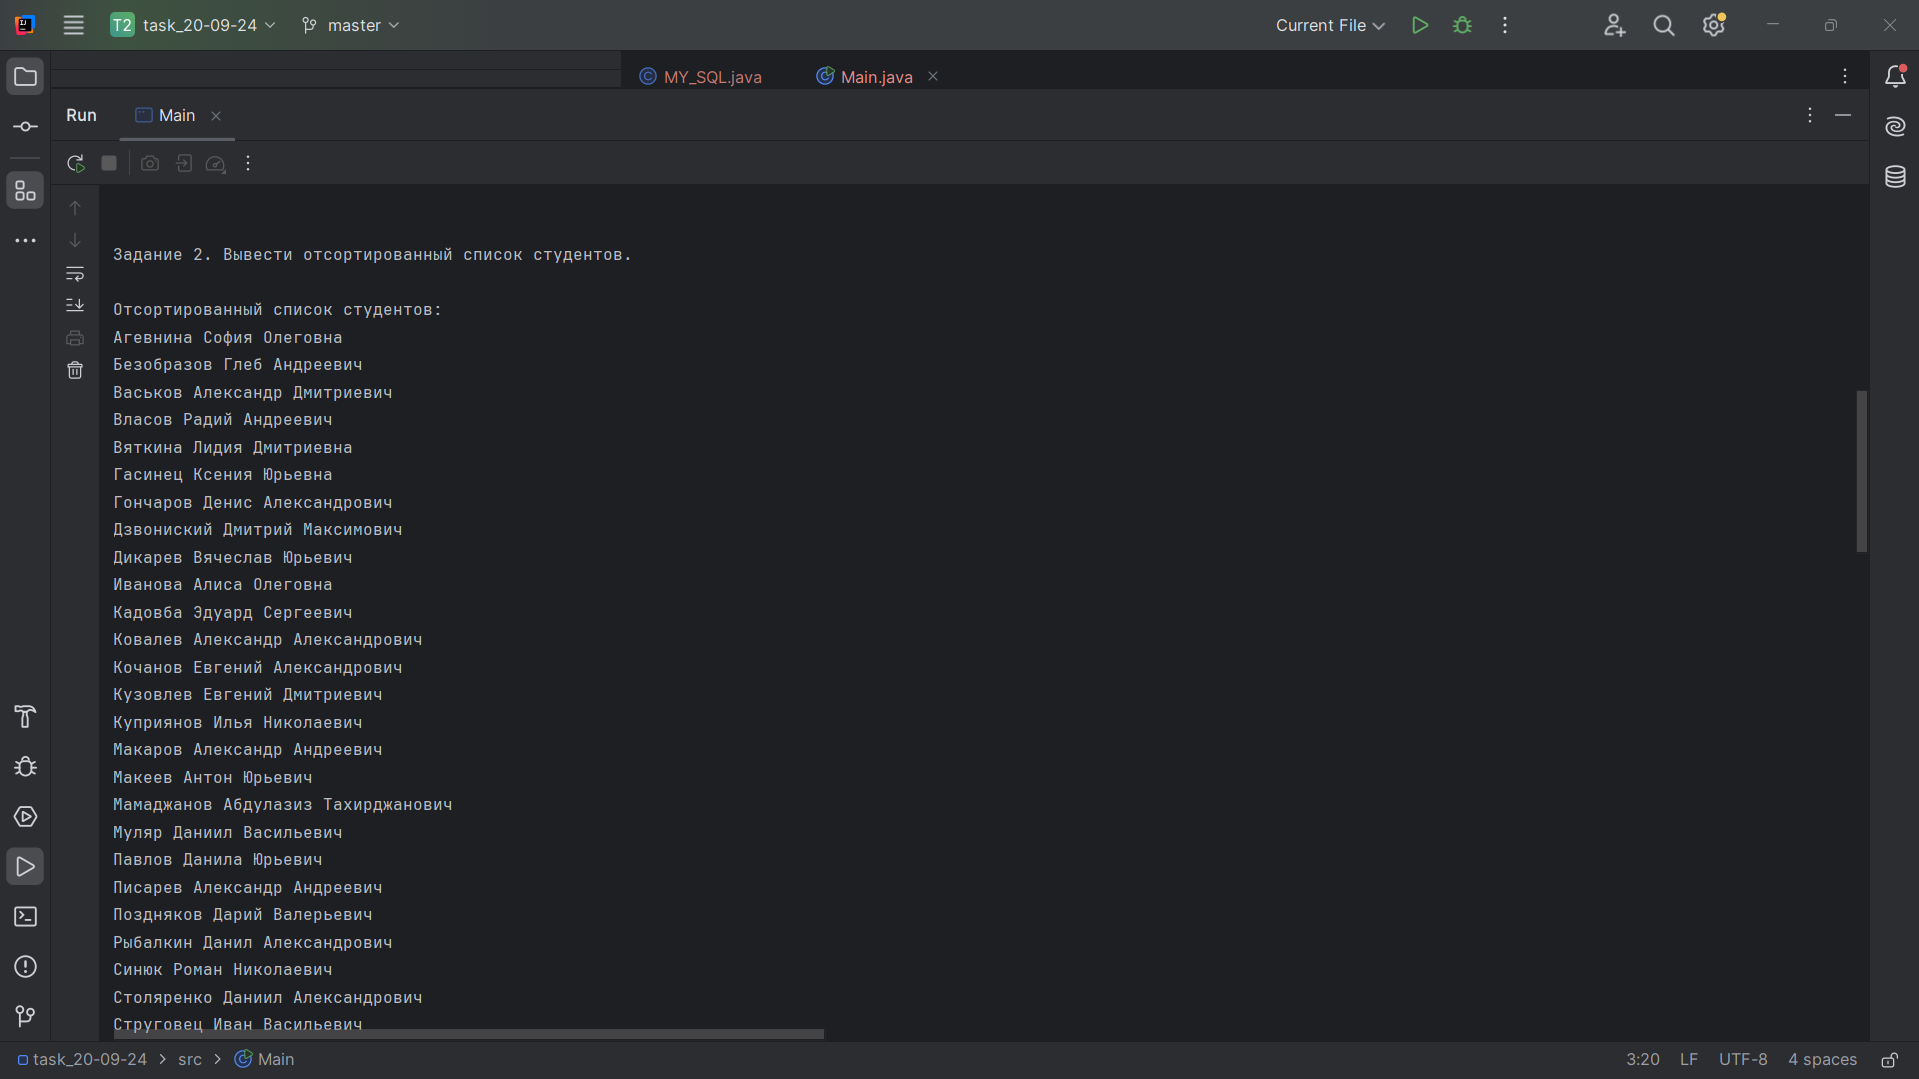 T2 task_20-09-24 master Current File
MY_SQL.java Main.java
Run Main
Задание 2. Вывести отсортированный список студентов.
Отсортированный список студентов:
Агевнина София Олеговна
Безобразов Глеб Андреевич
Васьков Александр Дмитриевич
Власов Радий Андреевич
Вяткина Лидия Дмитриевна
Гасинец Ксения Юрьевна
Гончаров Денис Александрович
Дзвониский Дмитрий Максимович
Дикарев Вячеслав Юрьевич
Иванова Алиса Олеговна
Кадовба Эдуард Сергеевич
Ковалев Александр Александрович
Кочанов Евгений Александрович
Кузовлев Евгений Дмитриевич
Куприянов Илья Николаевич
Макаров Александр Андреевич
Макеев Антон Юрьевич
Мамаджанов Абдулазиз Тахирджанович
Муляр Даниил Васильевич
Павлов Данила Юрьевич
Писарев Александр Андреевич
Поздняков Дарий Валерьевич
Рыбалкин Данил Александрович
Синюк Роман Николаевич
Столяренко Даниил Александрович
Струговец Иван Васильевич
task_20-09-24 > src > Main 3:20 LF UTF-8 4 spaces